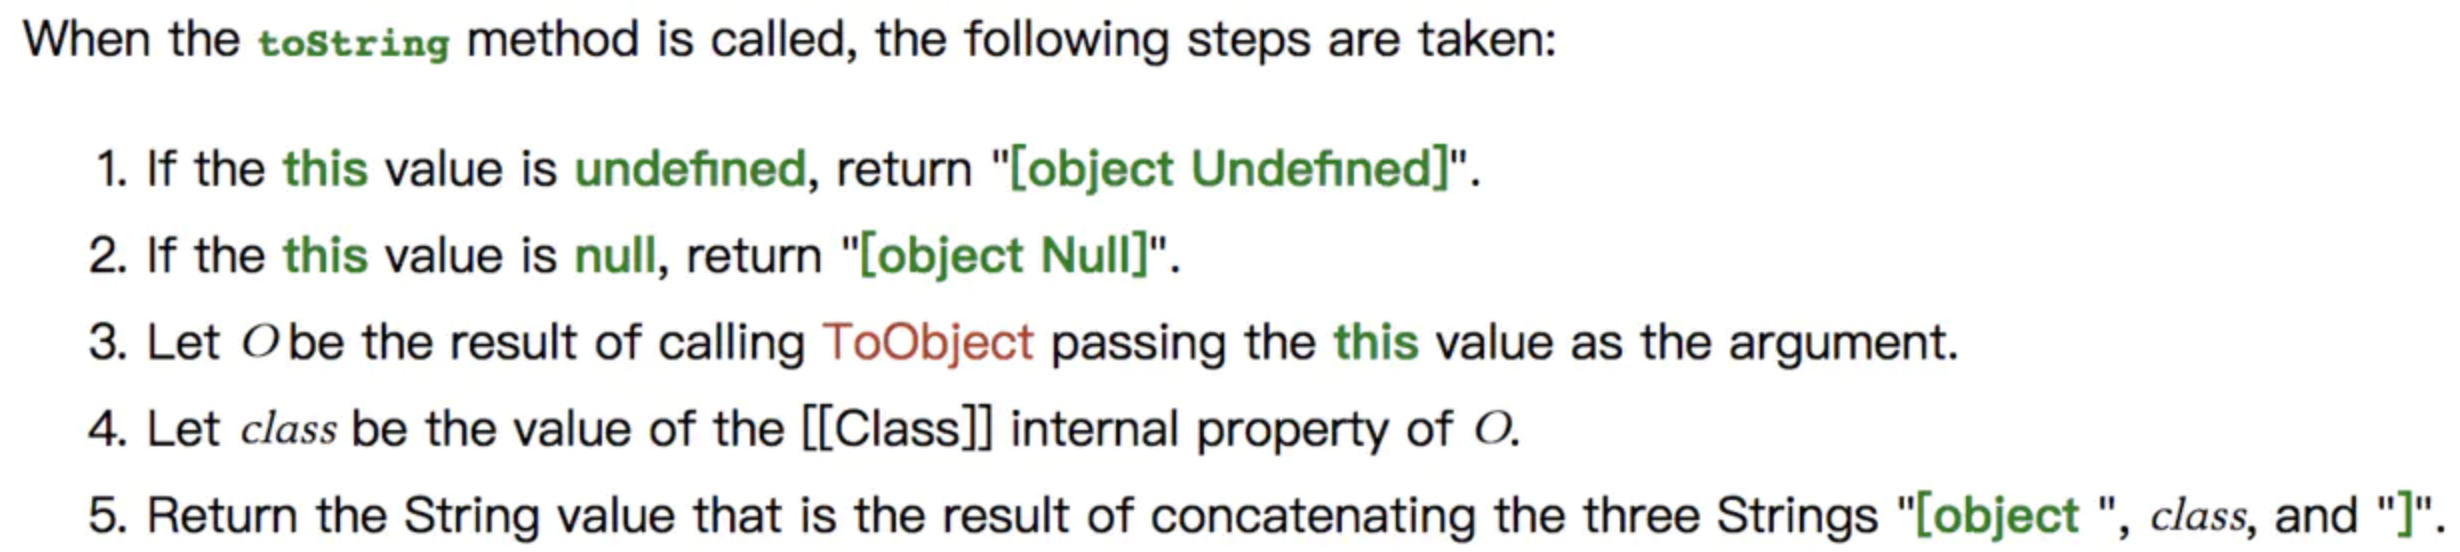 When the toString method is called, the following steps are taken:
1. If the this value is undefined, return "[object Undefined]".
2. If the this value is null, return "[object Null]".
3. Let O be the result of calling ToObject passing the this value as the argument.
4. Let class be the value of the [[Class]] internal property of O.
5. Return the String value that is the result of concatenating the three Strings "[object ", class, and "]".